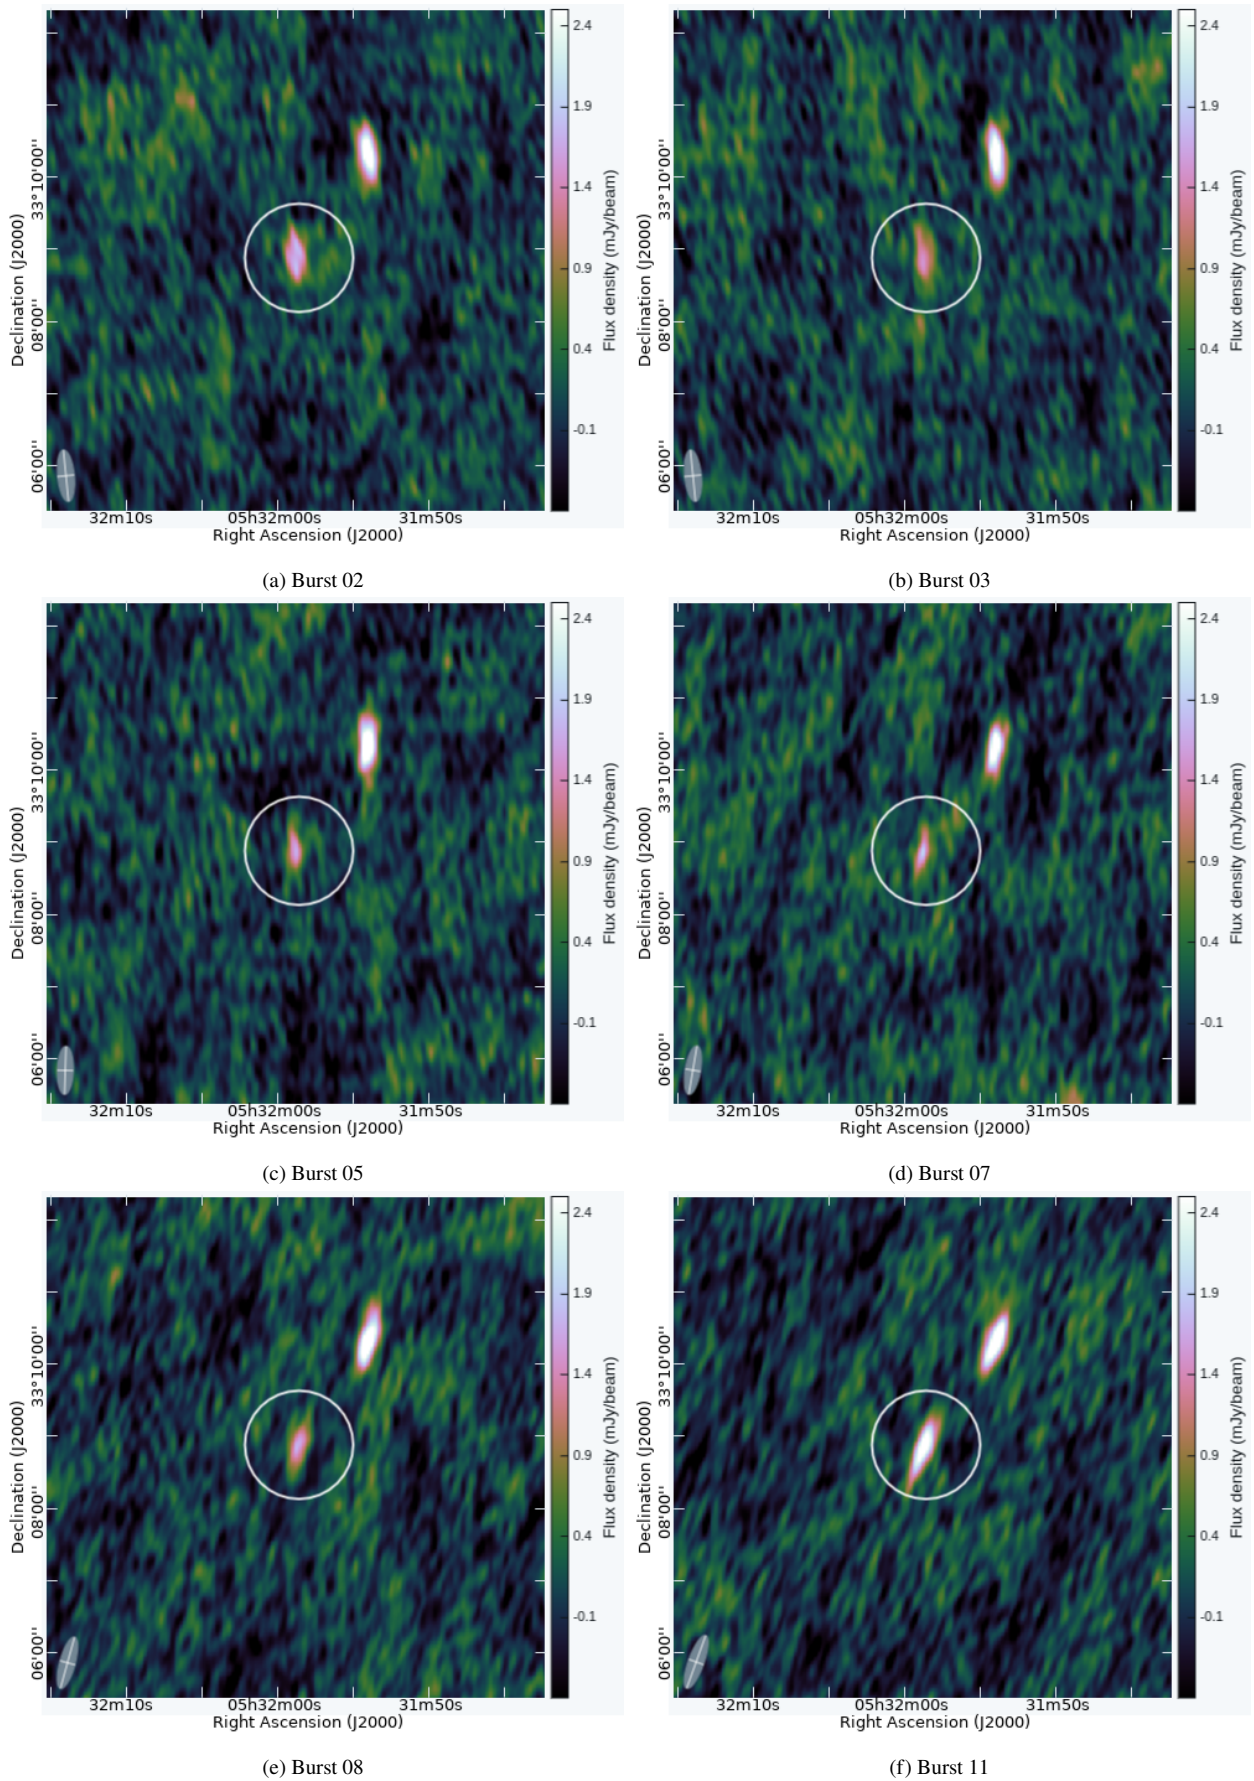 2.4
1.9
1.4
0.9
0.4
-0.1
Flux density (mJy/beam)
33°10'00''
08'00''
06'00''
Declination (J2000)
32m10s 05h32m00s 31m50s
Right Ascension (J2000)
(a) Burst 02
2.4
1.9
1.4
0.9
0.4
-0.1
Flux density (mJy/beam)
33°10'00''
08'00''
06'00''
Declination (J2000)
32m10s 05h32m00s 31m50s
Right Ascension (J2000)
(b) Burst 03
2.4
1.9
1.4
0.9
0.4
-0.1
Flux density (mJy/beam)
33°10'00''
08'00''
06'00''
Declination (J2000)
32m10s 05h32m00s 31m50s
Right Ascension (J2000)
(c) Burst 05
2.4
1.9
1.4
0.9
0.4
-0.1
Flux density (mJy/beam)
33°10'00''
08'00''
06'00''
Declination (J2000)
32m10s 05h32m00s 31m50s
Right Ascension (J2000)
(d) Burst 07
2.4
1.9
1.4
0.9
0.4
-0.1
Flux density (mJy/beam)
33°10'00''
08'00''
06'00''
Declination (J2000)
32m10s 05h32m00s 31m50s
Right Ascension (J2000)
(e) Burst 08
2.4
1.9
1.4
0.9
0.4
-0.1
Flux density (mJy/beam)
33°10'00''
08'00''
06'00''
Declination (J2000)
32m10s 05h32m00s 31m50s
Right Ascension (J2000)
(f) Burst 11